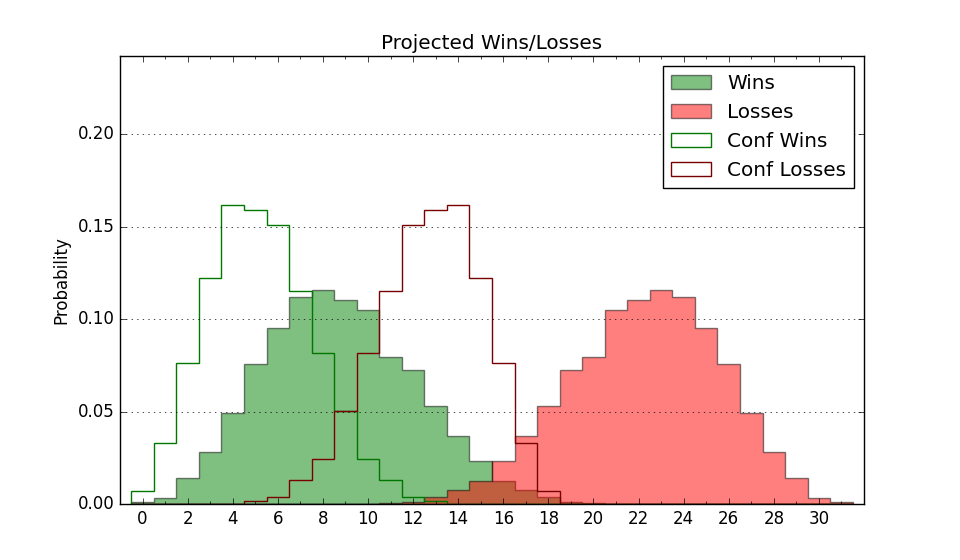 Projected Wins/Losses
Wins
Losses
Conf Wins
Conf Losses
Probability
0.20
0.15
0.10
0.05
0.00
0 2 4 6 8 10 12 14 16 18 20 22 24 26 28 30